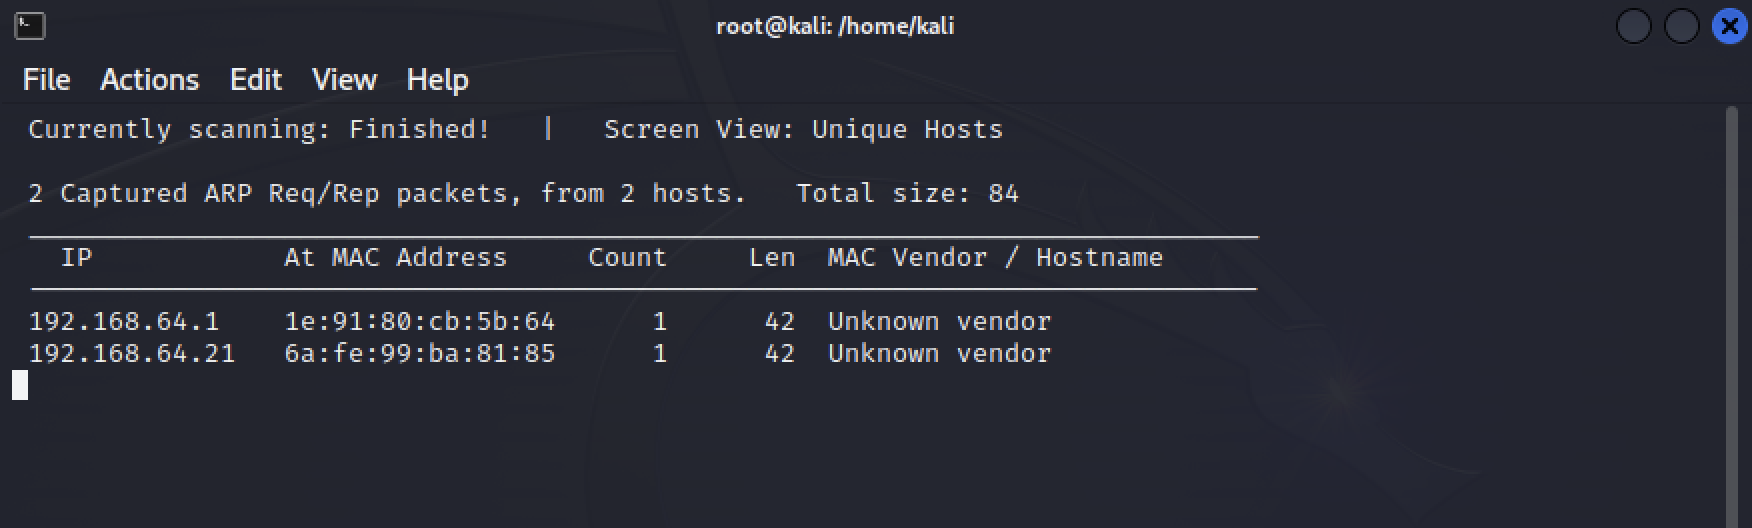 root@kali: /home/kali
File Actions Edit View Help
Currently scanning: Finished! | Screen View: Unique Hosts
2 Captured ARP Req/Rep packets, from 2 hosts. Total size: 84
IP At MAC Address Count Len MAC Vendor / Hostname
192.168.64.1 1e:91:80:cb:5b:64 1 42 Unknown vendor
192.168.64.21 6a:fe:99:ba:81:85 1 42 Unknown vendor